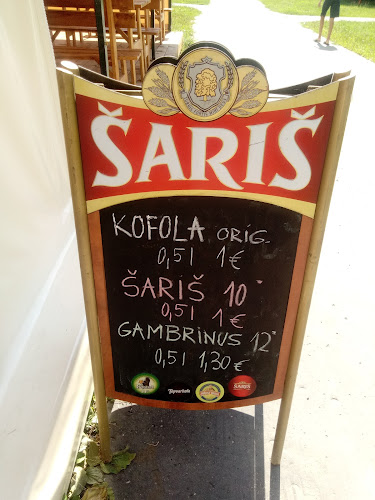 ŠARIŠ
KOFOLA ORIG.
0,5l 1€
ŠARIŠ 10°
0,5l 1€
GAMBRINUS 12°
0,5l 1,30€
ŠARIŠ